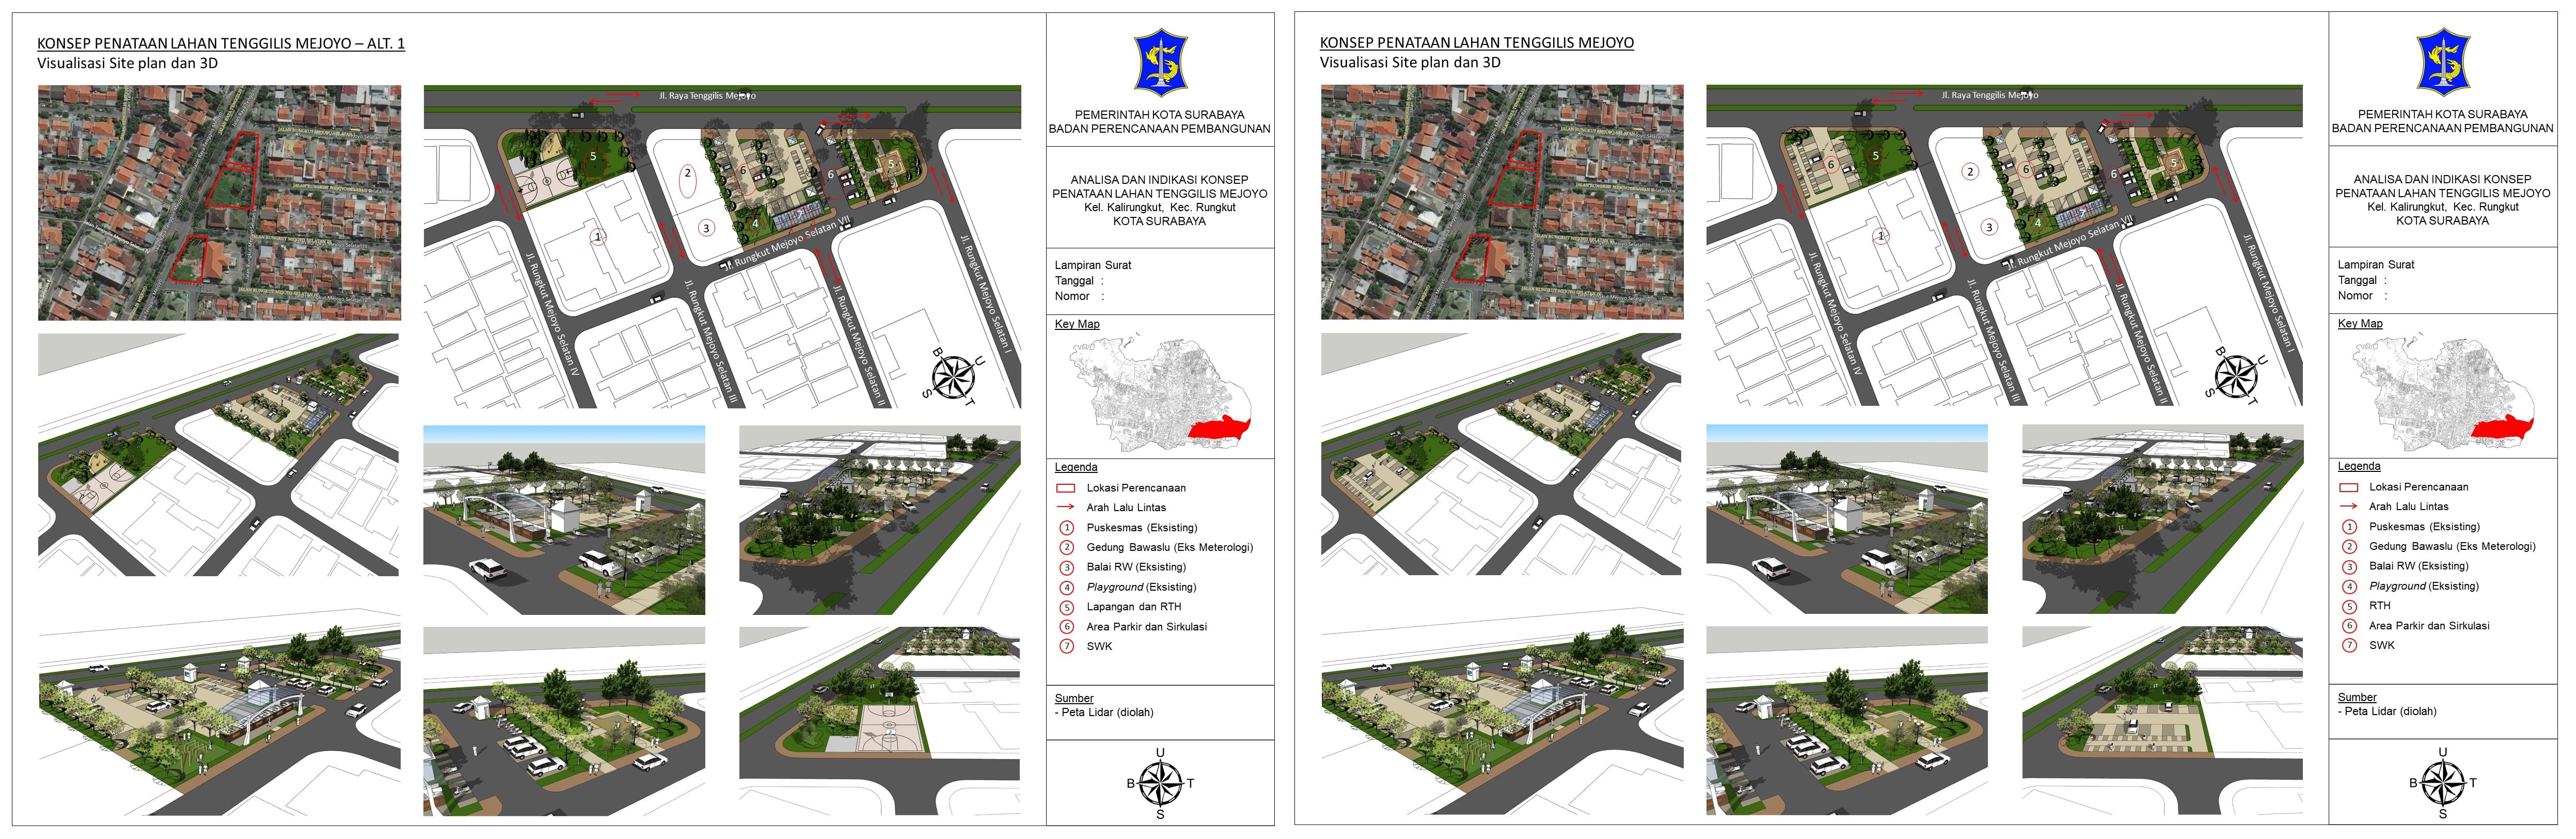 KONSEP PENATAAN LAHAN TENGGILIS MEJOYO – ALT. 1
Visualisasi Site plan dan 3D
Jl. Raya Tenggilis Mejoyo
5
2
6
6
5
3
4
7
1
Jl. Rungkut Mejoyo Selatan VII
Jl. Rungkut Mejoyo Selatan IV
Jl. Rungkut Mejoyo Selatan III
Jl. Rungkut Mejoyo Selatan II
Jl. Rungkut Mejoyo Selatan I
B U
S T
PEMERINTAH KOTA SURABAYA
BADAN PERENCANAAN PEMBANGUNAN
ANALISA DAN INDIKASI KONSEP
PENATAAN LAHAN TENGGILIS MEJOYO
Kel. Kalirungkut, Kec. Rungkut
KOTA SURABAYA
Lampiran Surat
Tanggal :
Nomor :
Key Map
Legenda
Lokasi Perencanaan
Arah Lalu Lintas
1 Puskesmas (Eksisting)
2 Gedung Bawaslu (Eks Meterologi)
3 Balai RW (Eksisting)
4 Playground (Eksisting)
5 Lapangan dan RTH
6 Area Parkir dan Sirkulasi
7 SWK
Sumber
- Peta Lidar (diolah)
U
B T
S
KONSEP PENATAAN LAHAN TENGGILIS MEJOYO
Visualisasi Site plan dan 3D
Jl. Raya Tenggilis Mejoyo
6
5
2
6
6
5
3
4
7
1
Jl. Rungkut Mejoyo Selatan VII
Jl. Rungkut Mejoyo Selatan IV
Jl. Rungkut Mejoyo Selatan III
Jl. Rungkut Mejoyo Selatan II
Jl. Rungkut Mejoyo Selatan I
B U
S T
PEMERINTAH KOTA SURABAYA
BADAN PERENCANAAN PEMBANGUNAN
ANALISA DAN INDIKASI KONSEP
PENATAAN LAHAN TENGGILIS MEJOYO
Kel. Kalirungkut, Kec. Rungkut
KOTA SURABAYA
Lampiran Surat
Tanggal :
Nomor :
Key Map
Legenda
Lokasi Perencanaan
Arah Lalu Lintas
1 Puskesmas (Eksisting)
2 Gedung Bawaslu (Eks Meterologi)
3 Balai RW (Eksisting)
4 Playground (Eksisting)
5 RTH
6 Area Parkir dan Sirkulasi
7 SWK
Sumber
- Peta Lidar (diolah)
U
B T
S